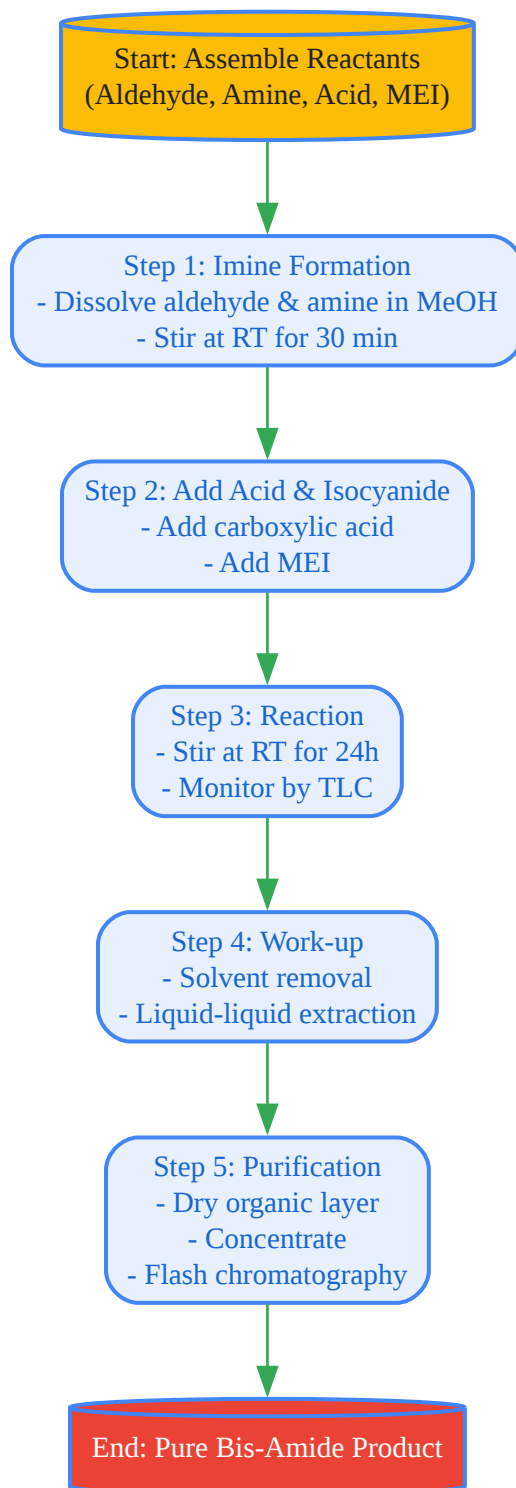 Start: Assemble Reactants
(Aldehyde, Amine, Acid, MEI)
Step 1: Imine Formation
- Dissolve aldehyde & amine in MeOH
- Stir at RT for 30 min
Step 2: Add Acid & Isocyanide
- Add carboxylic acid
- Add MEI
Step 3: Reaction
- Stir at RT for 24h
- Monitor by TLC
Step 4: Work-up
- Solvent removal
- Liquid-liquid extraction
Step 5: Purification
- Dry organic layer
- Concentrate
- Flash chromatography
End: Pure Bis-Amide Product